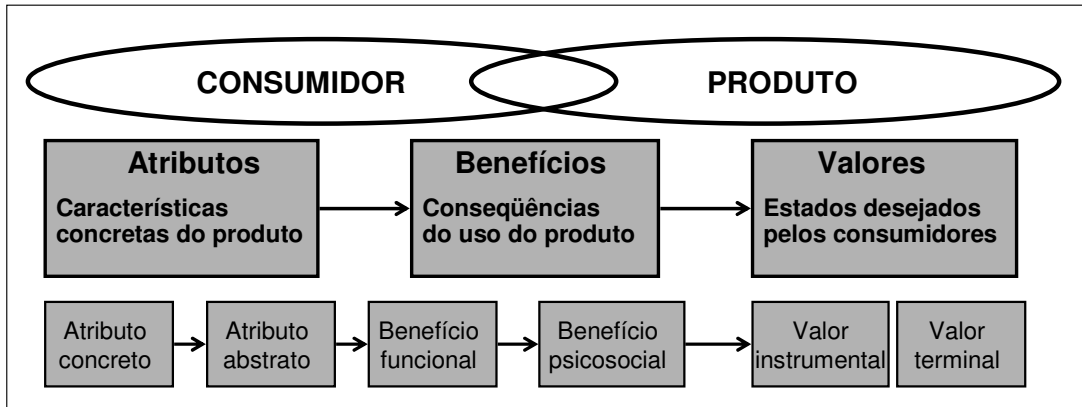 CONSUMIDOR
PRODUTO
Atributos
Características
concretas do produto
Benefícios
Conseqüências
do uso do produto
Valores
Estados desejados
pelos consumidores
Atributo
concreto
Atributo
abstrato
Benefício
funcional
Benefício
psicosocial
Valor
instrumental
Valor
terminal